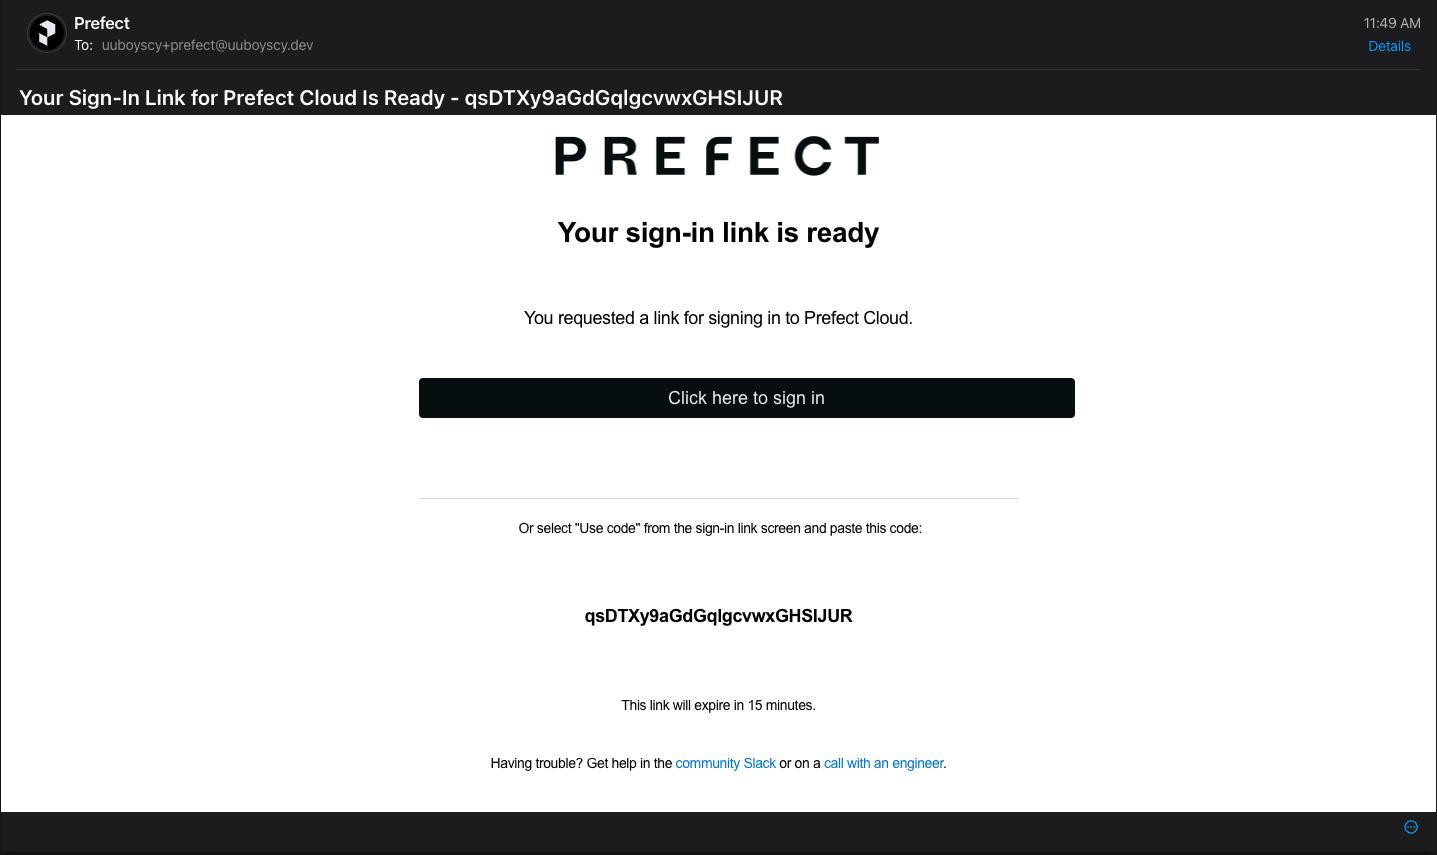 Prefect
11:49 AM
To: uuboyscy+prefect@uuboyscy.dev
Details
Your Sign-In Link for Prefect Cloud Is Ready - qsDTXy9aGdGqIgcvwxGHSIJUR
PREFECT
Your sign-in link is ready
You requested a link for signing in to Prefect Cloud.
Click here to sign in
Or select "Use code" from the sign-in link screen and paste this code:
qsDTXy9aGdGqIgcvwxGHSIJUR
This link will expire in 15 minutes.
Having trouble? Get help in the community Slack or on a call with an engineer.